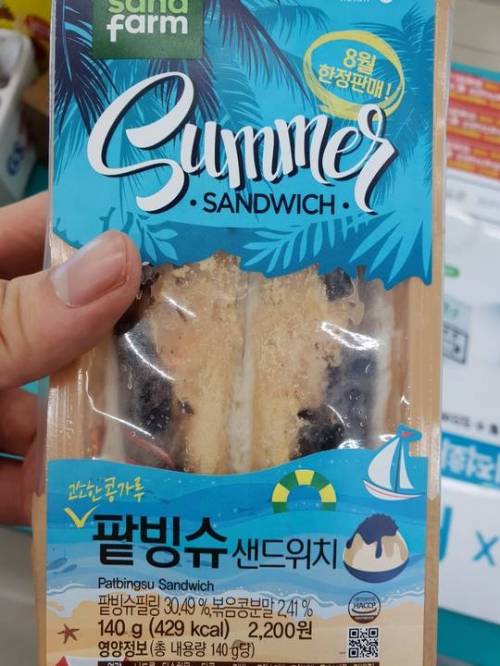 sand
farm
8월
한정판매!
Summer
• SANDWICH •
고소한 콩가루
팥빙슈 샌드위치
Patbingsu Sandwich
팥빙슈필링 30.49 %, 볶음콩분말 2.41 %
HACCP
140 g (429 kcal) 2,200원
영양정보 (총 내용량 140 g당)